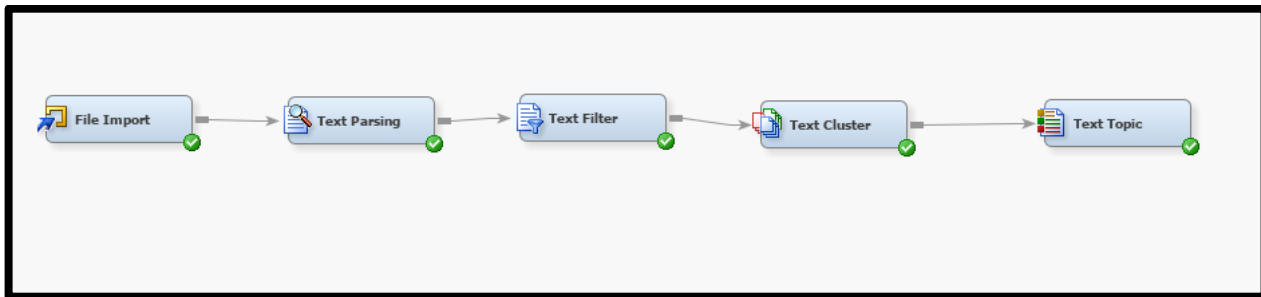 File Import
Text Parsing
Text Filter
Text Cluster
Text Topic